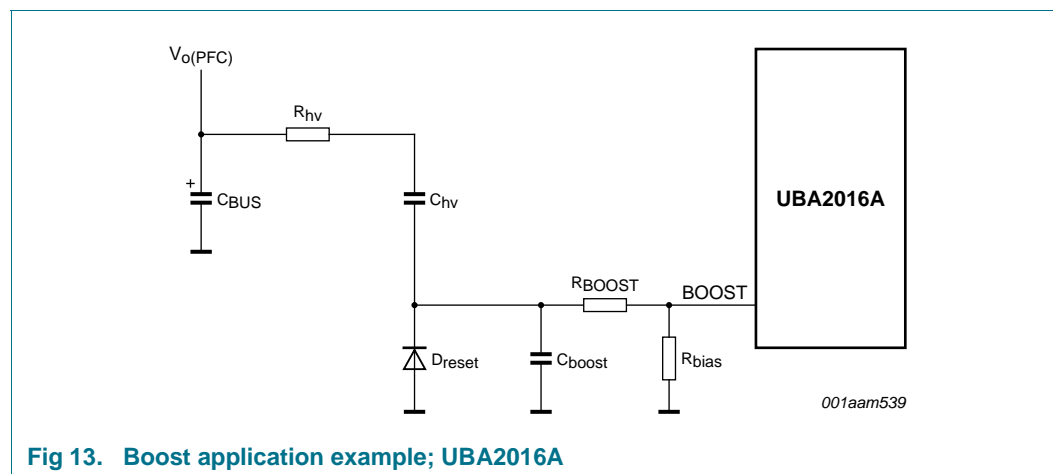 Vo(PFC)
Rhv
+
CBUS
Chv
UBA2016A
RBOOST
BOOST
Dreset
Cboost
Rbias
001aam539
Fig 13. Boost application example; UBA2016A